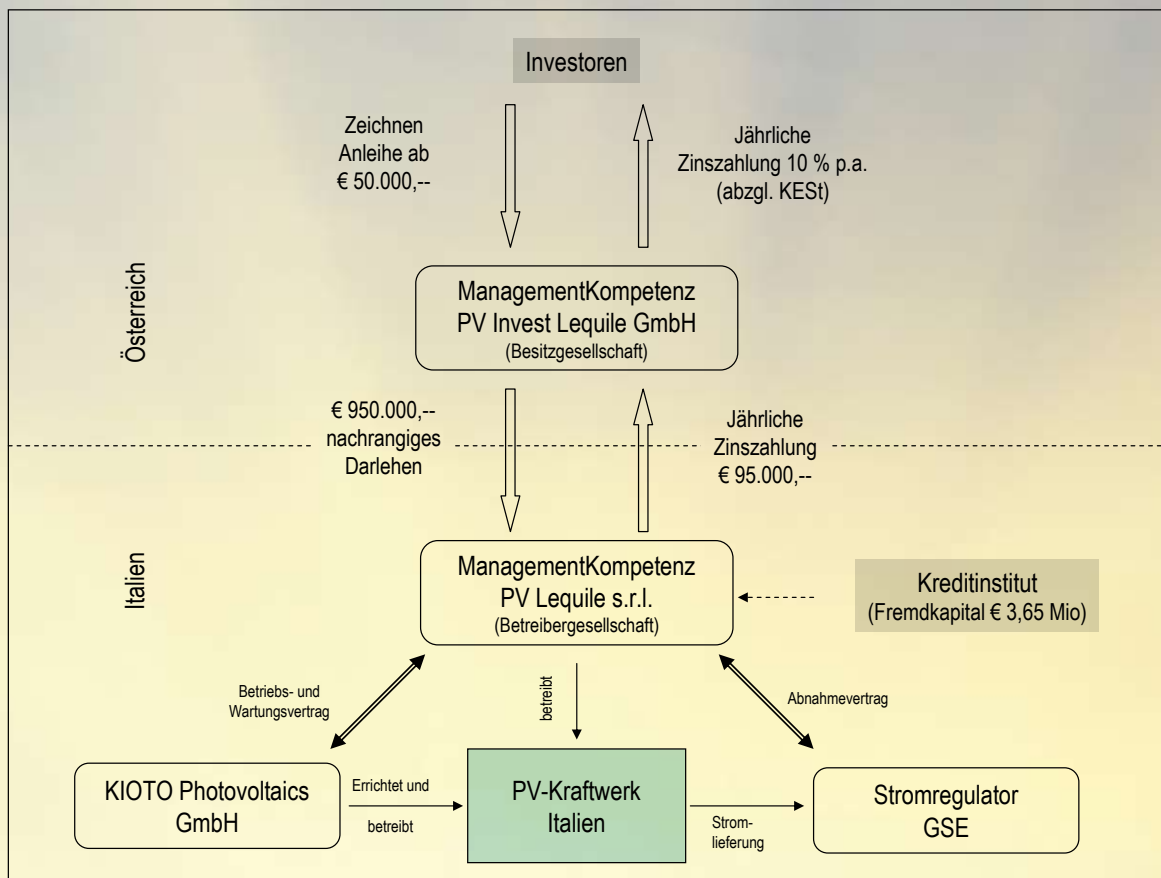 Investoren
Zeichnen
Anleihe ab
€ 50.000,--
Jährliche
Zinszahlung 10 % p.a.
(abzgl. KESt)
Österreich
ManagementKompetenz
PV Invest Lequile GmbH
(Besitzgesellschaft)
€ 950.000,--
nachrangiges
Darlehen
Jährliche
Zinszahlung
€ 95.000,--
Italien
ManagementKompetenz
PV Lequile s.r.l.
(Betreibergesellschaft)
Kreditinstitut
(Fremdkapital € 3,65 Mio)
Betriebs- und
Wartungsvertrag
betreibt
Abnahmevertrag
KIOTO Photovoltaics
GmbH
Errichtet und
betreibt
PV-Kraftwerk
Italien
Strom-
lieferung
Stromregulator
GSE